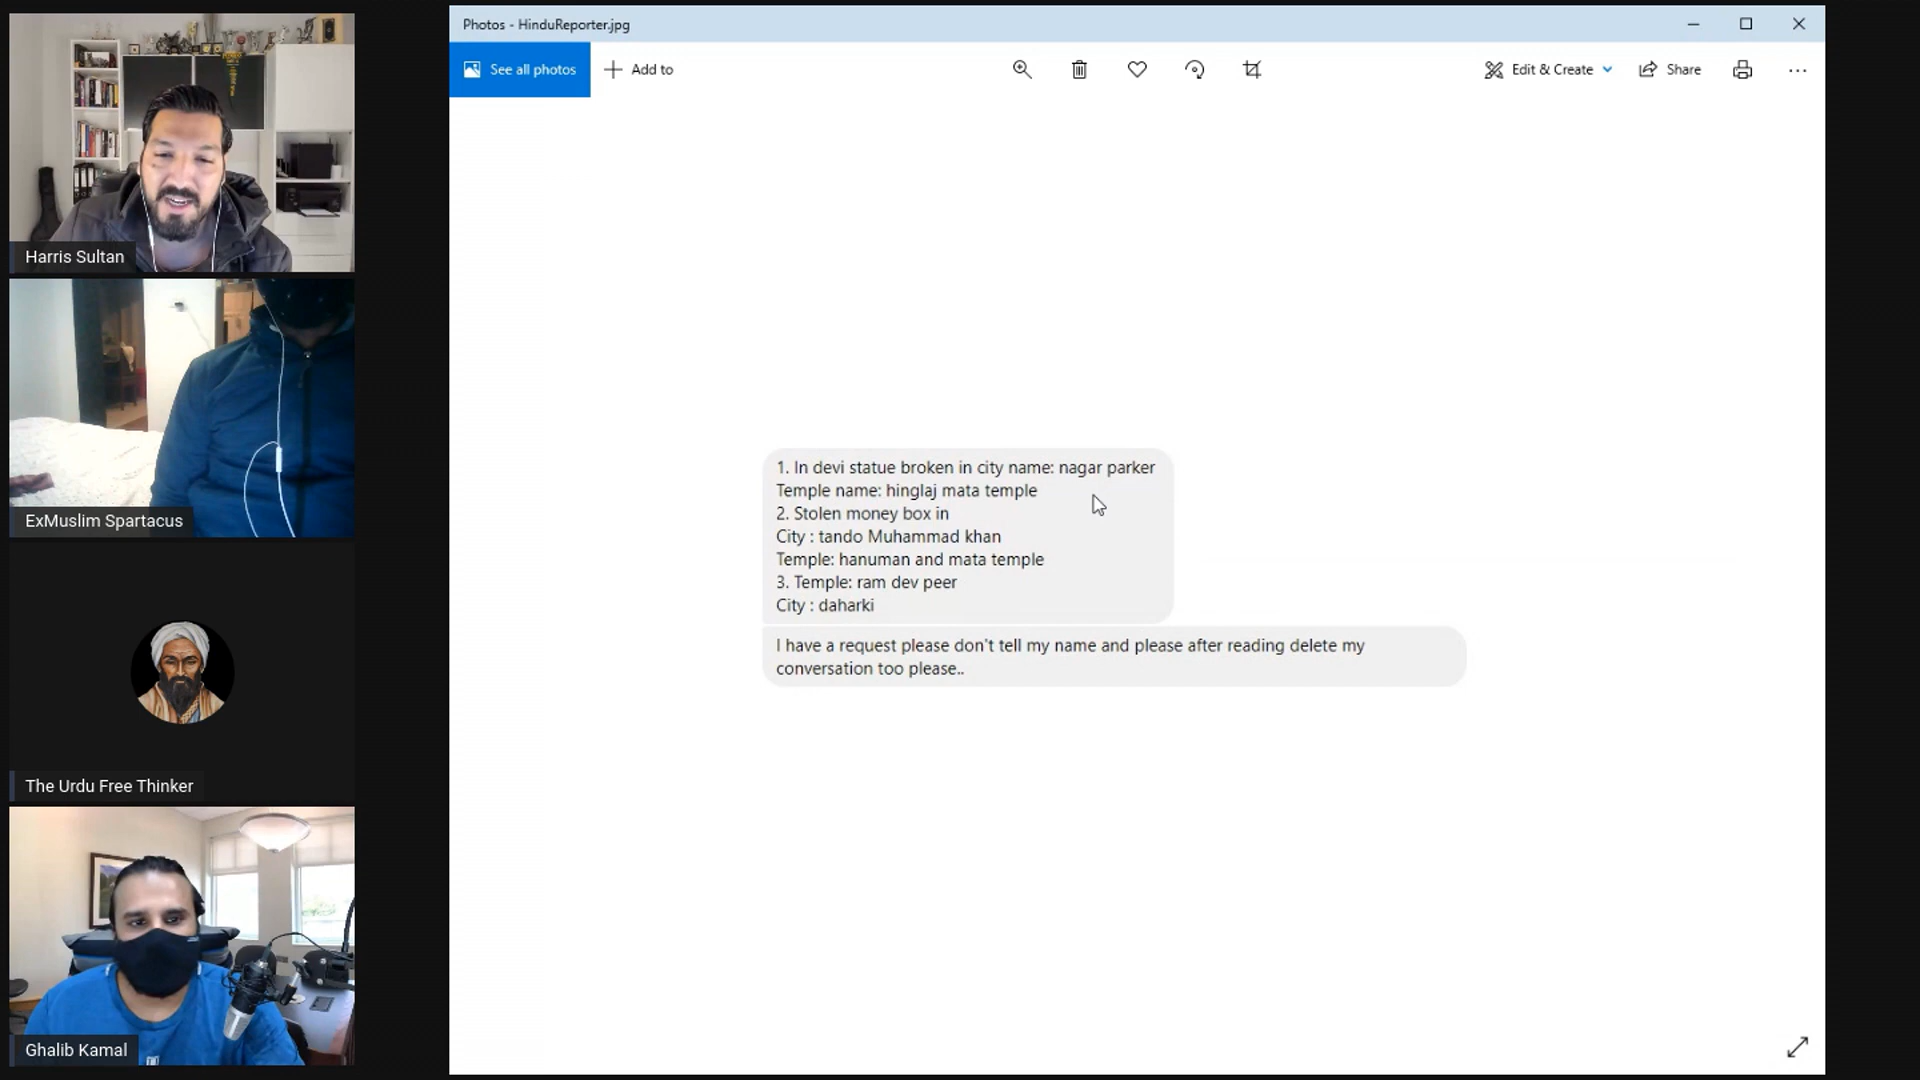 Harris Sultan
ExMuslim Spartacus
The Urdu Free Thinker
Ghalib Kamal
Photos - HinduReporter.jpg
See all photos
Add to
Edit & Create
Share
1. In devi statue broken in city name: nagar parker
Temple name: hinglaj mata temple
2. Stolen money box in
City : tando Muhammad khan
Temple: hanuman and mata temple
3. Temple: ram dev peer
City : daharki
I have a request please don't tell my name and please after reading delete my
conversation too please..